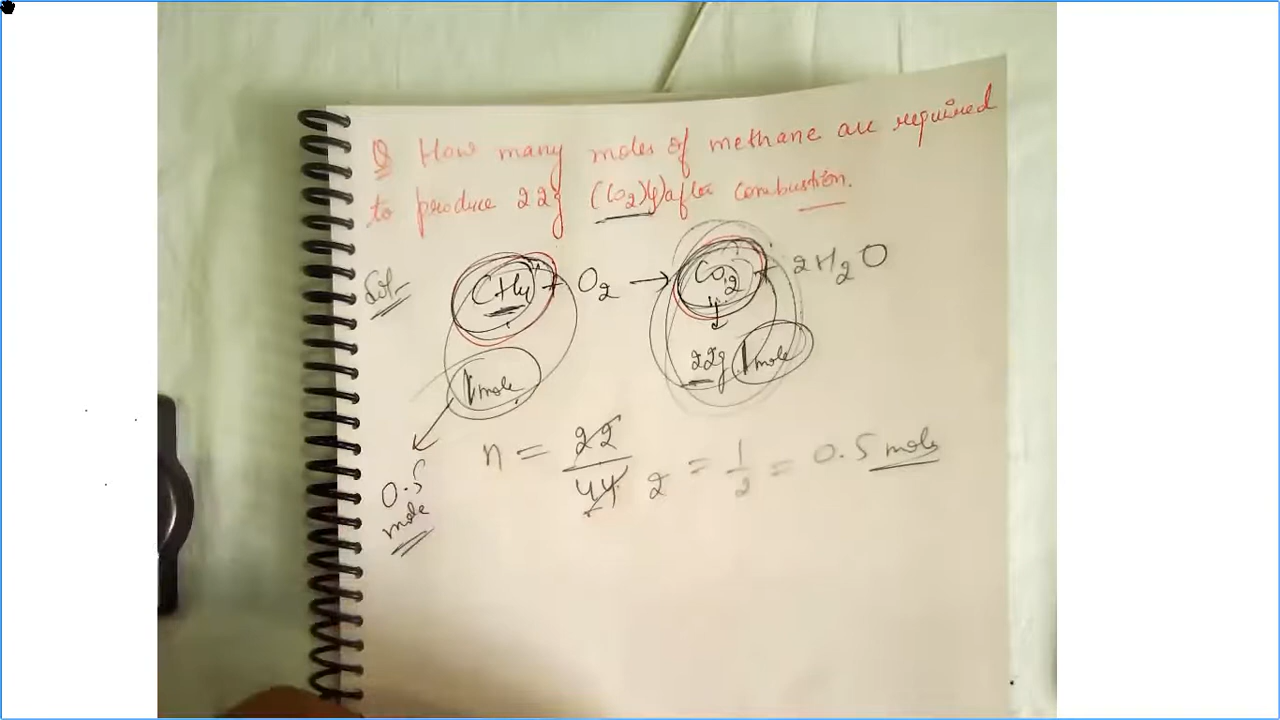 Q How many moles of methane are required
to produce 22g (CO2)(g) after combustion.
Sol- CH4 + O2 → CO2 + 2H2O
1 mole 22g 1 mole
n = 22/44 2 = 1/2 = 0.5 mole
0.5
mole